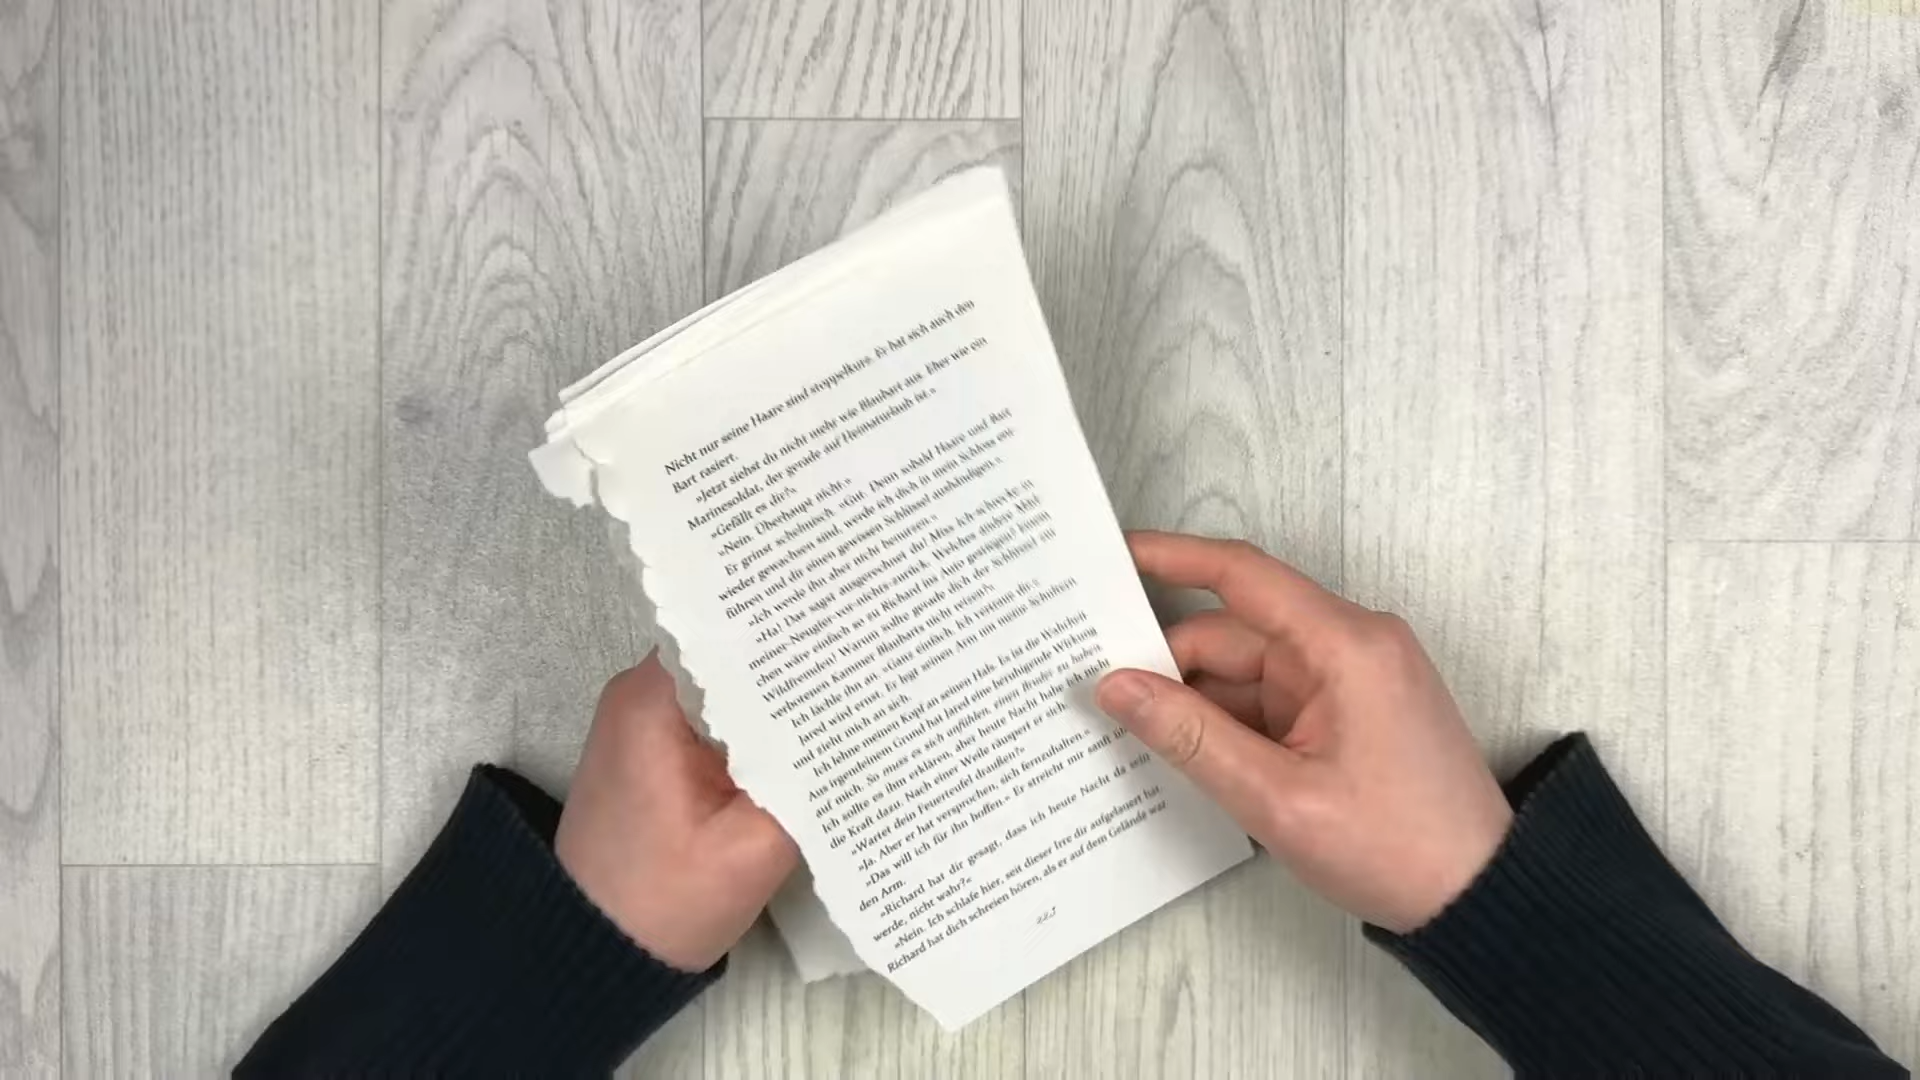 Nicht nur seine Haare sind stoppelkurz. Er hat sich auch den
Bart rasiert.
»Jetzt siehst du nicht mehr wie Blaubart aus. Eher wie ein
Marinesoldat, der gerade auf Heimaturlaub ist.«
»Gefällt es dir?«
»Nein. Überhaupt nicht.«
Er grinst schelmisch. »Gut. Denn sobald Haare und Bart
wieder gewachsen sind, werde ich dich in mein Schloss ent-
führen und dir einen gewissen Schlüssel aushändigen.«
»Ich werde ihn aber nicht benutzen.«
»Ha! Das sagst ausgerechnet du! Miss Ich-schrecke-in-
meiner-Neugier-vor-nichts-zurück. Welches andere Mäd-
chen wäre einfach so zu Richard ins Auto gestiegen? Einem
Wildfremden! Warum sollte gerade dich der Schlüssel zur
verbotenen Kammer Blaubarts nicht reizen?«
Ich lächle ihn an. »Ganz einfach. Ich vertraue dir.«
Jared wird ernst. Er legt seinen Arm um meine Schultern
und zieht mich an sich.
Ich lehne meinen Kopf an seinen Hals. Es ist die Wahrheit.
Aus irgendeinem Grund hat Jared eine beruhigende Wirkung
auf mich. So muss es sich anfühlen, einen Bruder zu haben.
Ich sollte es ihm erklären, aber heute Nacht habe ich nicht
die Kraft dazu. Nach einer Weile räuspert er sich.
»Wartet dein Feuerteufel draußen?«
»Ja. Aber er hat versprochen, sich fernzuhalten.«
»Das will ich für ihn hoffen.« Er streicht mir sanft
den Arm.
»Richard hat dir gesagt, dass ich heute Nacht da sein
werde, nicht wahr?«
»Nein. Ich schlafe hier, seit dieser Irre dir aufgelauert hat.
Richard hat dich schreien hören, als er auf dem Gelände war
223